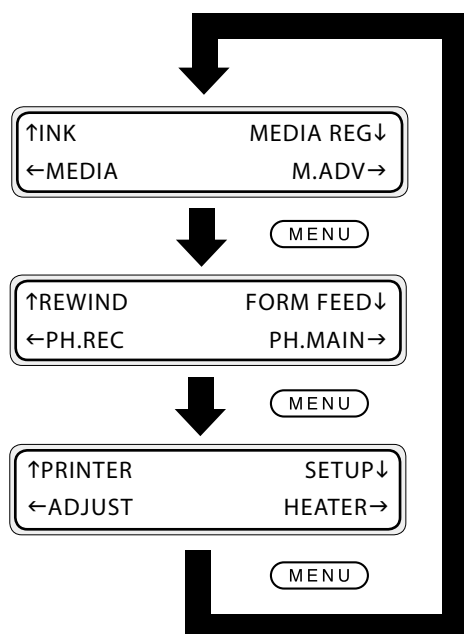 ↑INK MEDIA REG↓
←MEDIA M.ADV→
MENU
↑REWIND FORM FEED↓
←PH.REC PH.MAIN→
MENU
↑PRINTER SETUP↓
←ADJUST HEATER→
MENU